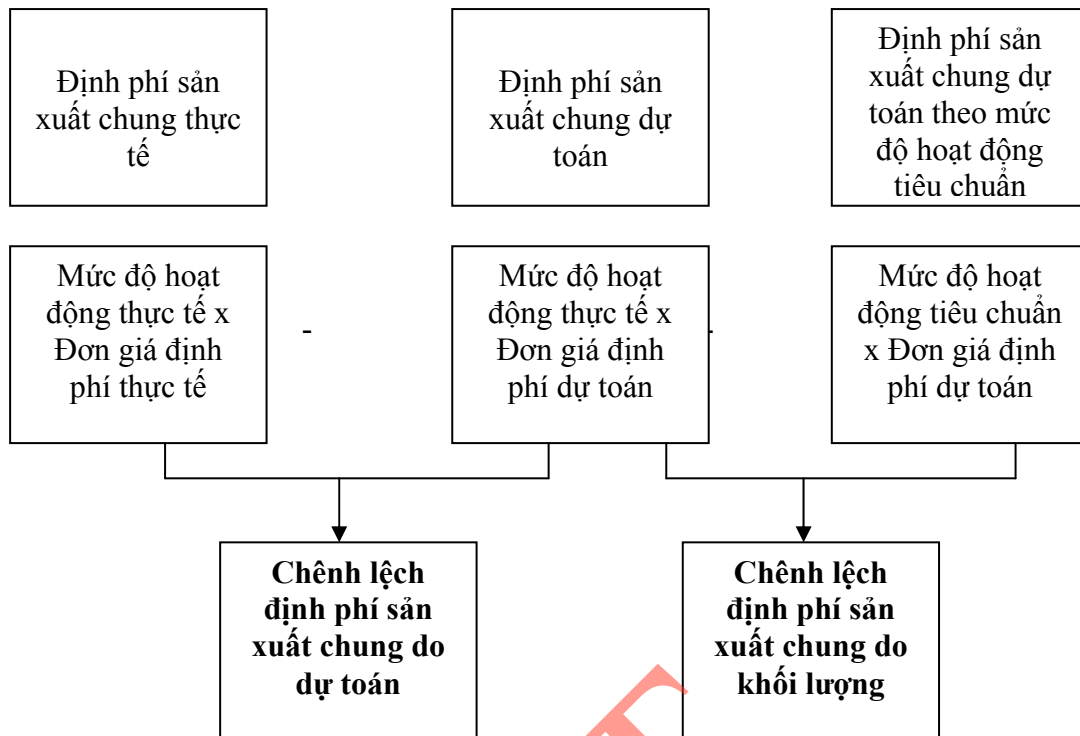 Định phí sản
xuất chung thực
tế
Định phí sản
xuất chung dự
toán
Định phí sản
xuất chung dự
toán theo mức
độ hoạt động
tiêu chuẩn
Mức độ hoạt
động thực tế x
Đơn giá định
phí thực tế
-
Mức độ hoạt
động thực tế x
Đơn giá định
phí dự toán
-
Mức độ hoạt
động tiêu chuẩn
x Đơn giá định
phí dự toán
Chênh lệch
định phí sản
xuất chung do
dự toán
Chênh lệch
định phí sản
xuất chung do
khối lượng